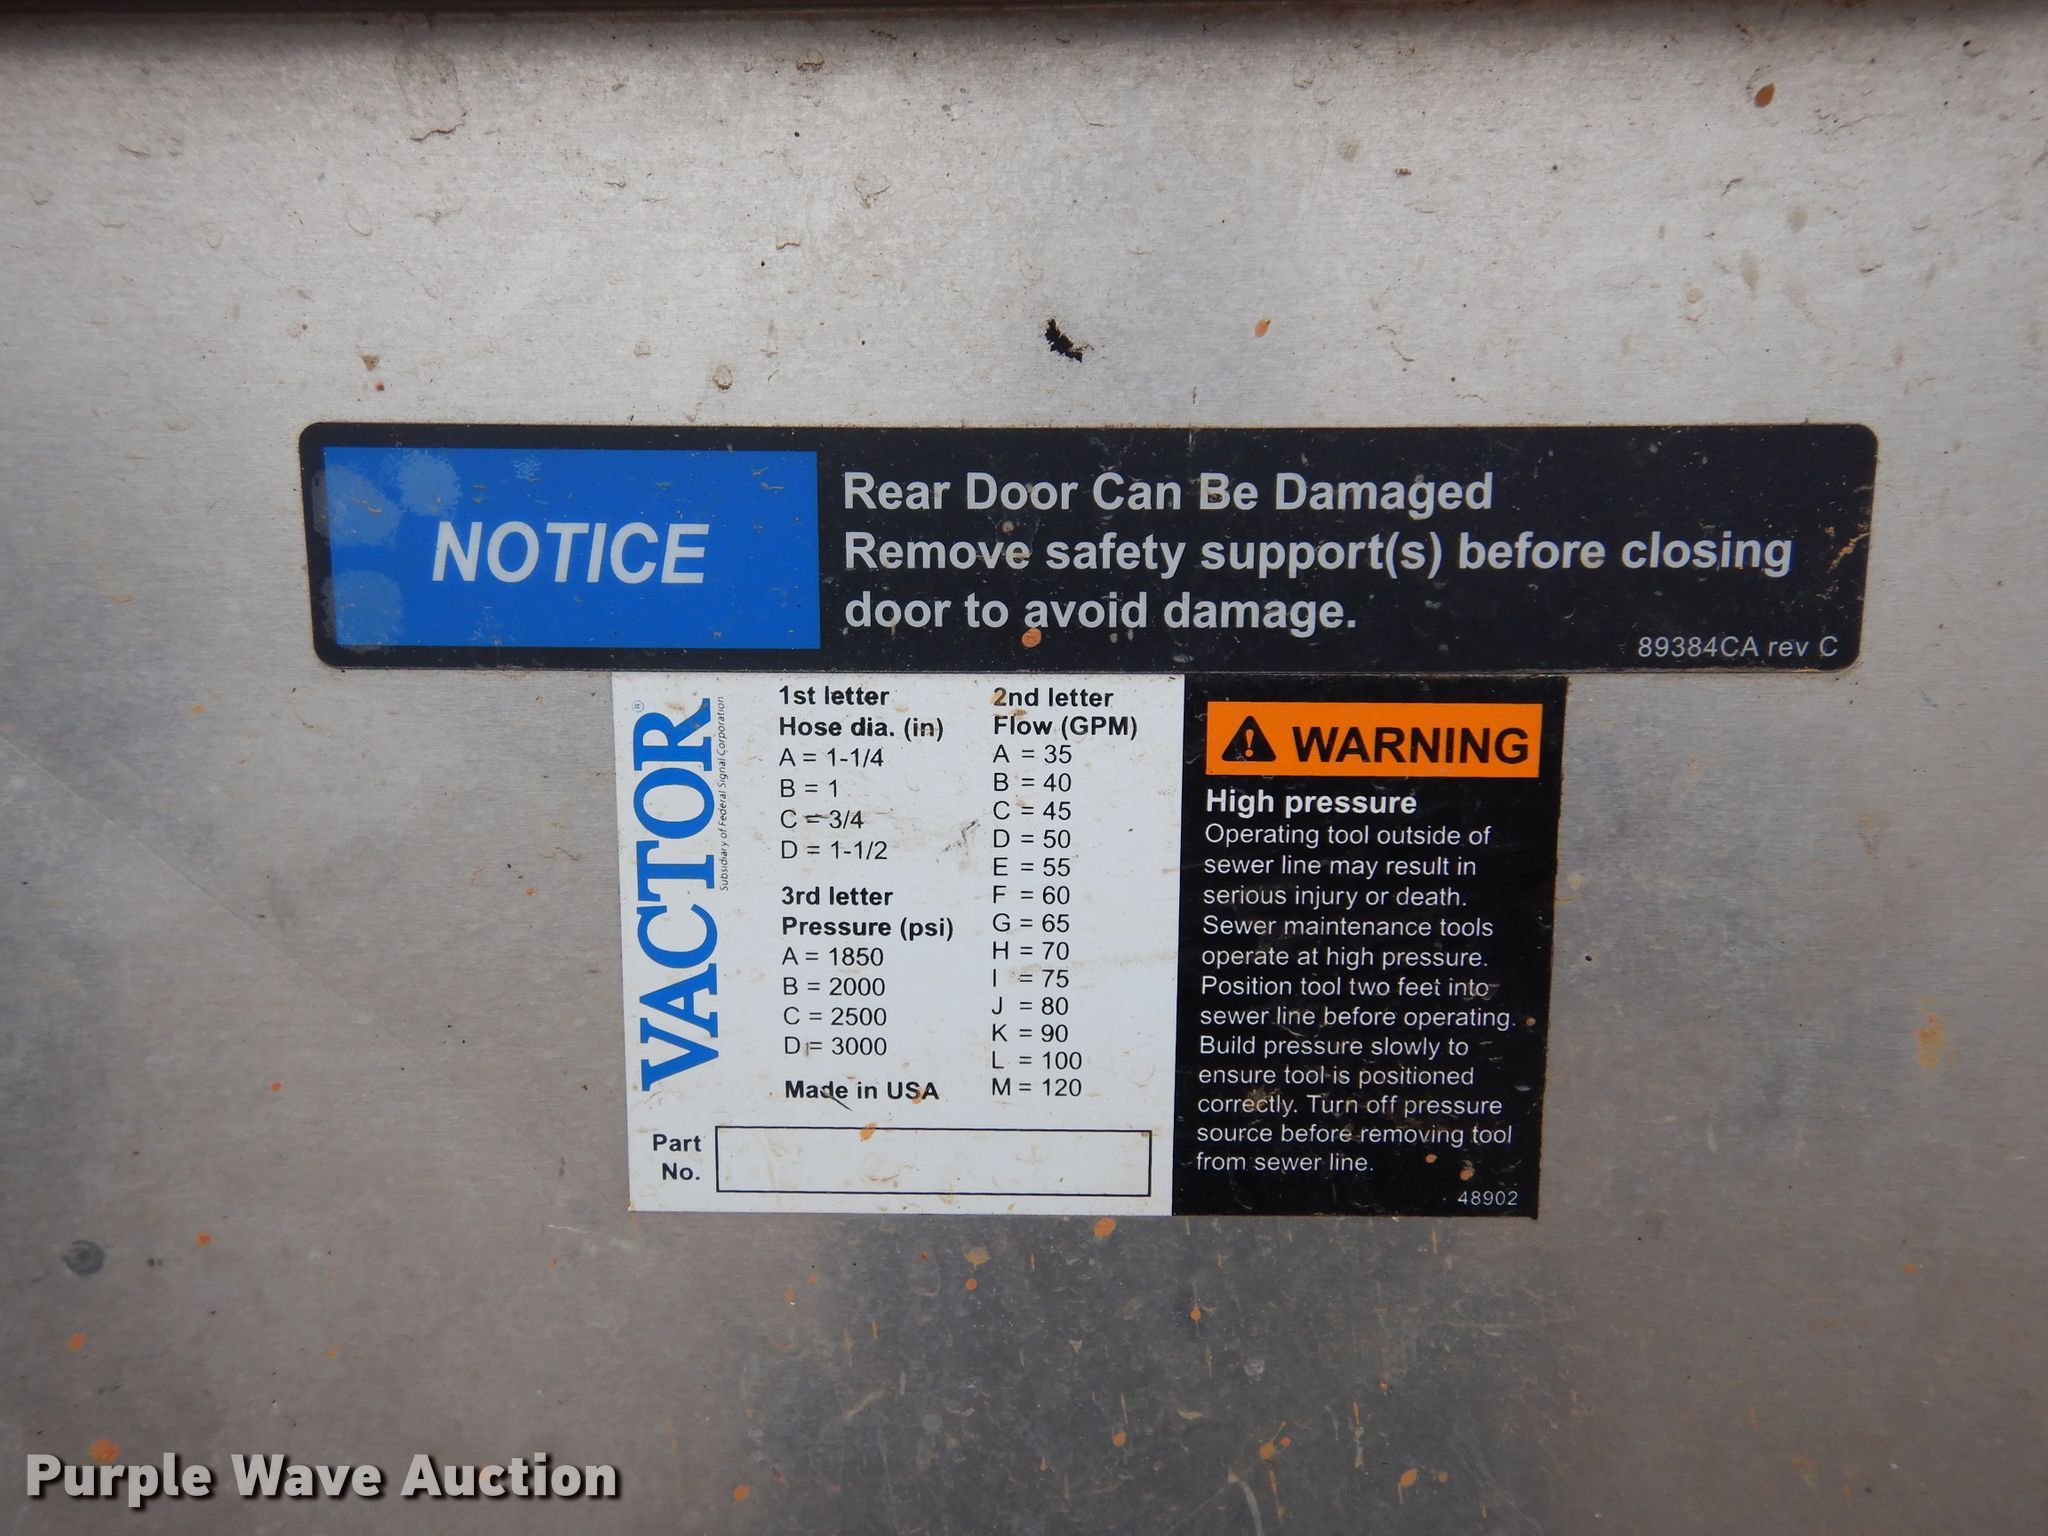 NOTICE
Rear Door Can Be Damaged
Remove safety support(s) before closing
door to avoid damage.
89384CA rev C
VACTOR®
Subsidiary of Federal Signal Corporation
1st letter
Hose dia. (in)
A = 1-1/4
B = 1
C = 3/4
D = 1-1/2
3rd letter
Pressure (psi)
A = 1850
B = 2000
C = 2500
D = 3000
Made in USA
2nd letter
Flow (GPM)
A = 35
B = 40
C = 45
D = 50
E = 55
F = 60
G = 65
H = 70
I = 75
J = 80
K = 90
L = 100
M = 120
Part
No.
WARNING
High pressure
Operating tool outside of
sewer line may result in
serious injury or death.
Sewer maintenance tools
operate at high pressure.
Position tool two feet into
sewer line before operating.
Build pressure slowly to
ensure tool is positioned
correctly. Turn off pressure
source before removing tool
from sewer line.
48902
Purple Wave Auction